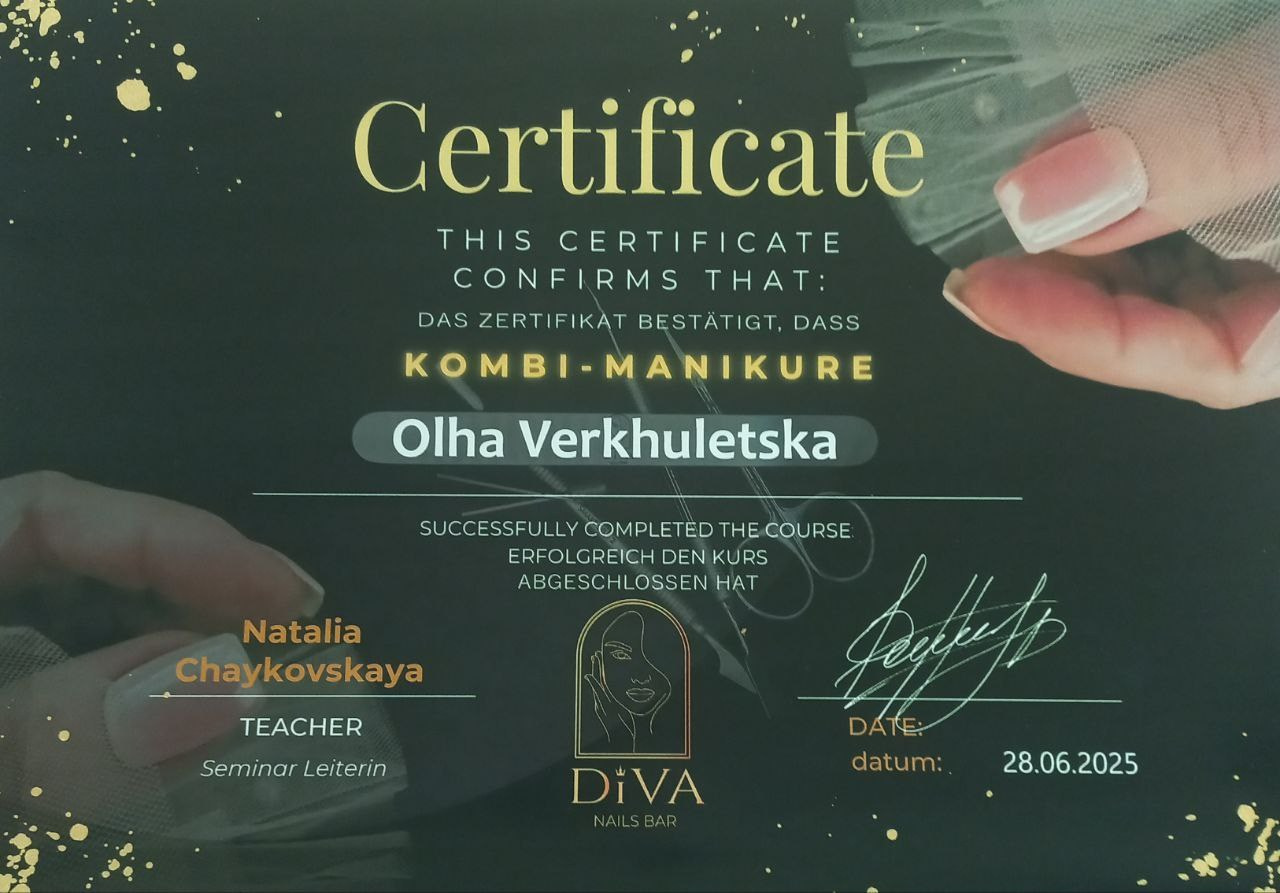 Certificate
THIS CERTIFICATE
CONFIRMS THAT:
DAS ZERTIFIKAT BESTÄTIGT, DASS
KOMBI-MANIKURE
Olha Verkhuletska
SUCCESSFULLY COMPLETED THE COURSE
ERFOLGREICH DEN KURS
ABGESCHLOSSEN HAT
Natalia
Chaykovskaya
TEACHER
Seminar Leiterin
DiVA
NAILS BAR
DATE:
datum:
28.06.2025